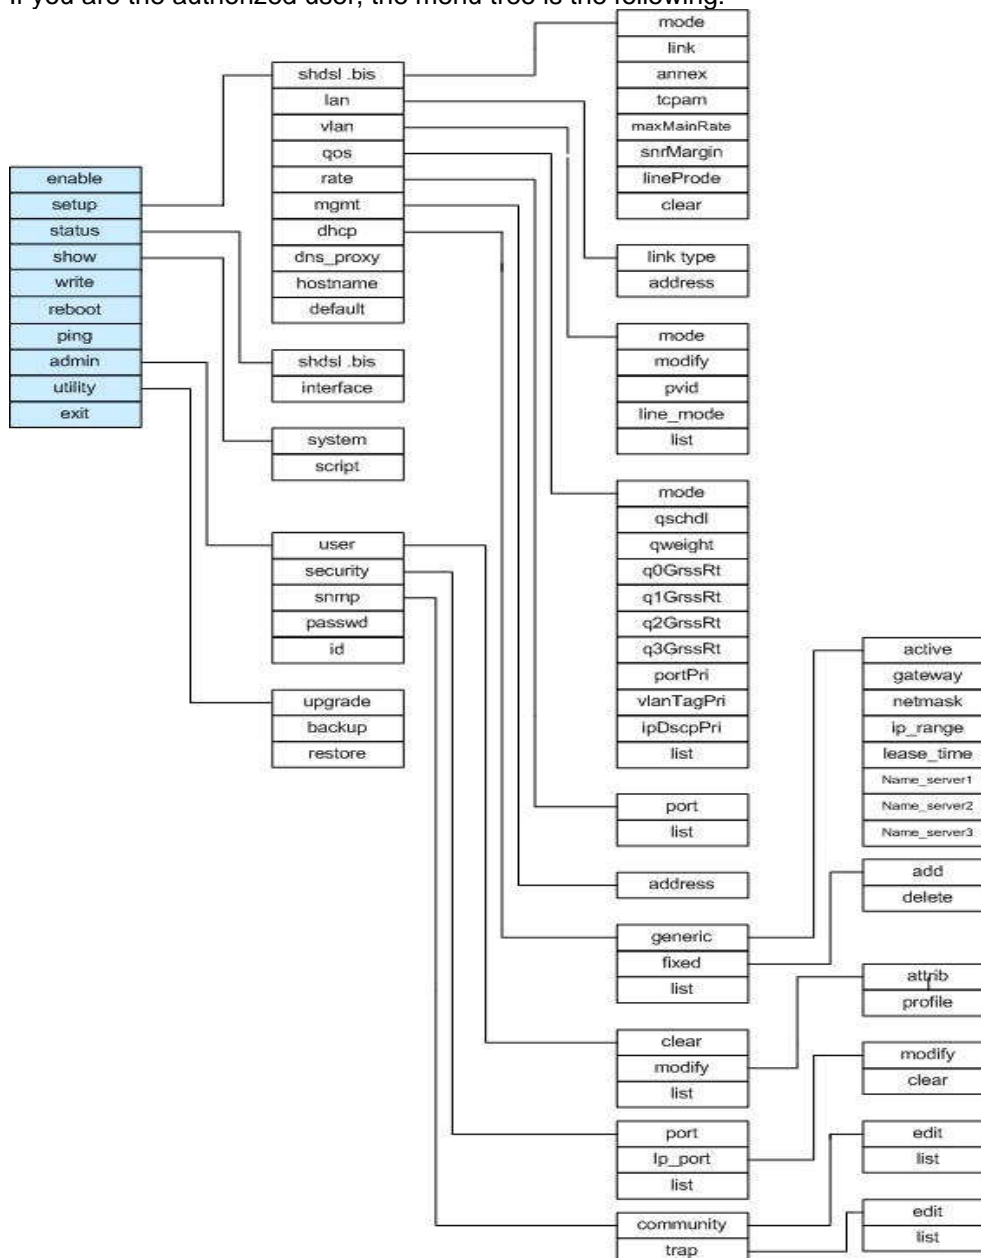 If you are the authorized user, the menu tree is the following:
enable
setup
status
show
write
reboot
ping
admin
utility
exit
shdsl .bis
lan
vlan
qos
rate
mgmt
dhcp
dns_proxy
hostname
default
shdsl .bis
interface
system
script
user
security
snmp
passwd
id
upgrade
backup
restore
mode
link
annex
tcpam
maxMainRate
snrMargin
lineProde
clear
link type
address
mode
modify
pvid
line_mode
list
mode
qschdl
qweight
q0GrssRt
q1GrssRt
q2GrssRt
q3GrssRt
portPri
vlanTagPri
ipDscpPri
list
port
list
address
generic
fixed
list
clear
modify
list
port
Ip_port
list
community
trap
active
gateway
netmask
ip_range
lease_time
Name_server1
Name_server2
Name_server3
add
delete
attrib
profile
modify
clear
edit
list
edit
list